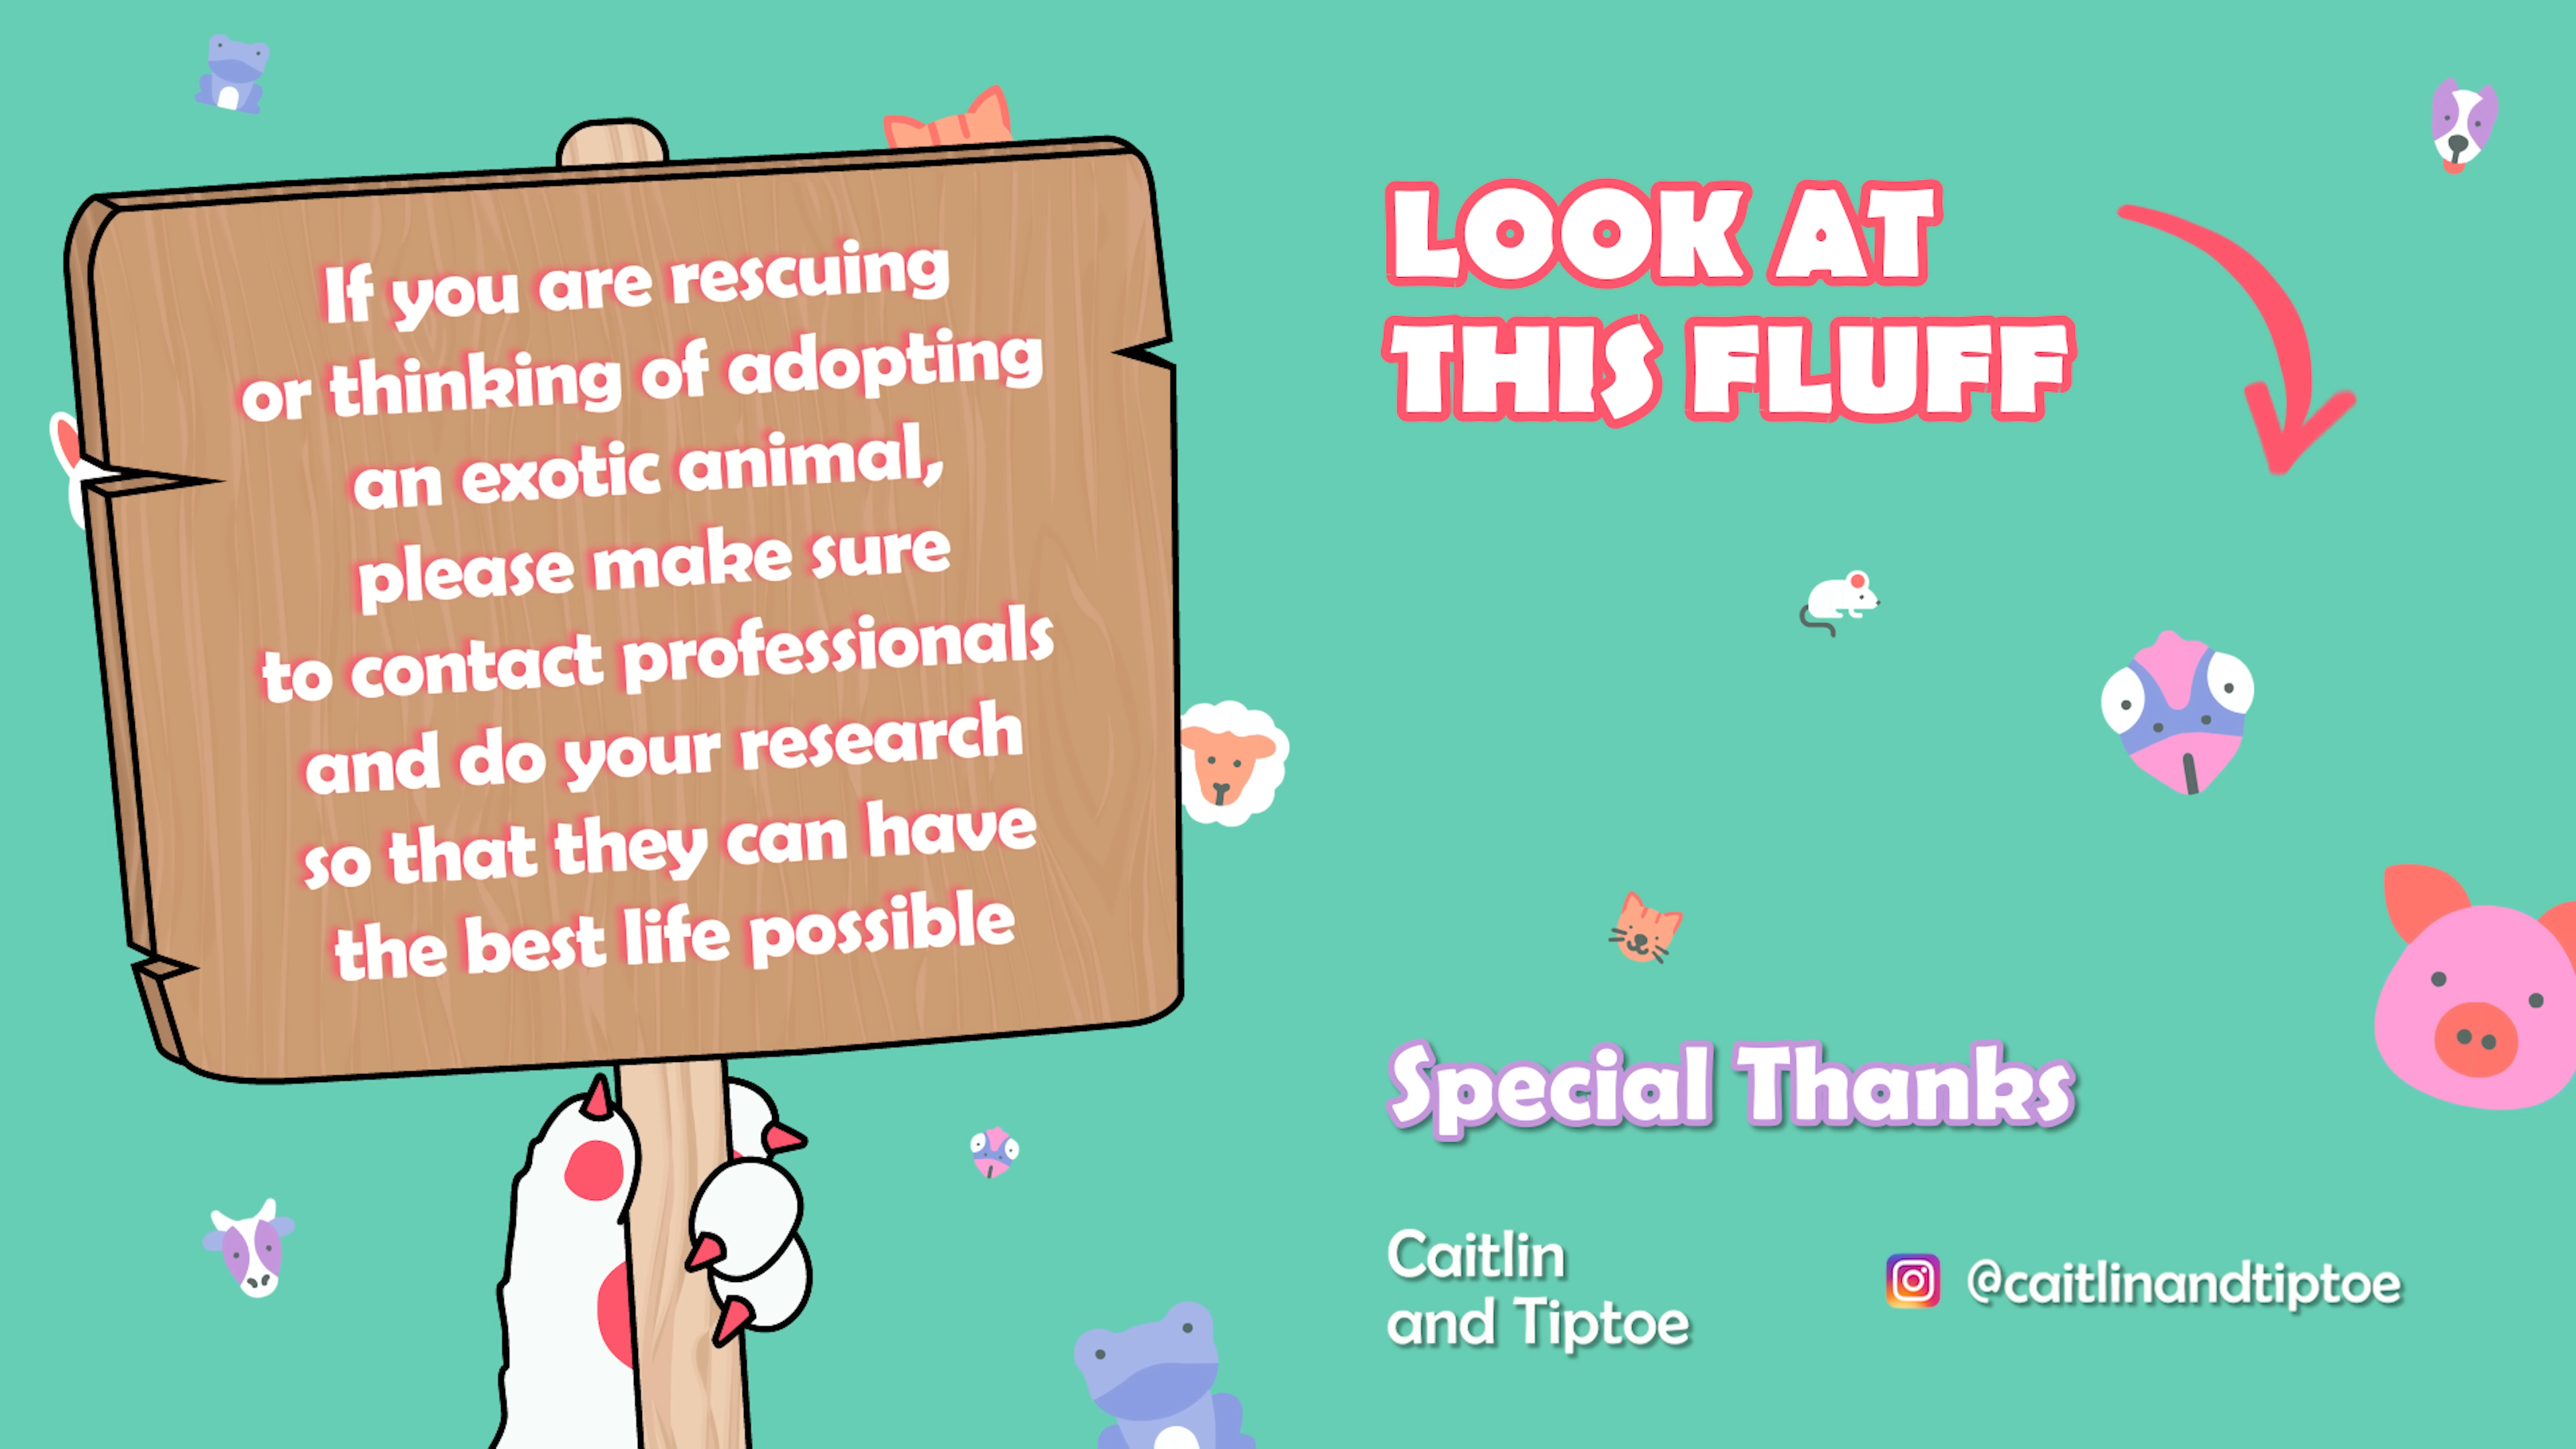 If you are rescuing
or thinking of adopting
an exotic animal,
please make sure
to contact professionals
and do your research
so that they can have
the best life possible
LOOK AT
THIS FLUFF
Special Thanks
Caitlin
and Tiptoe
@caitlinandtiptoe